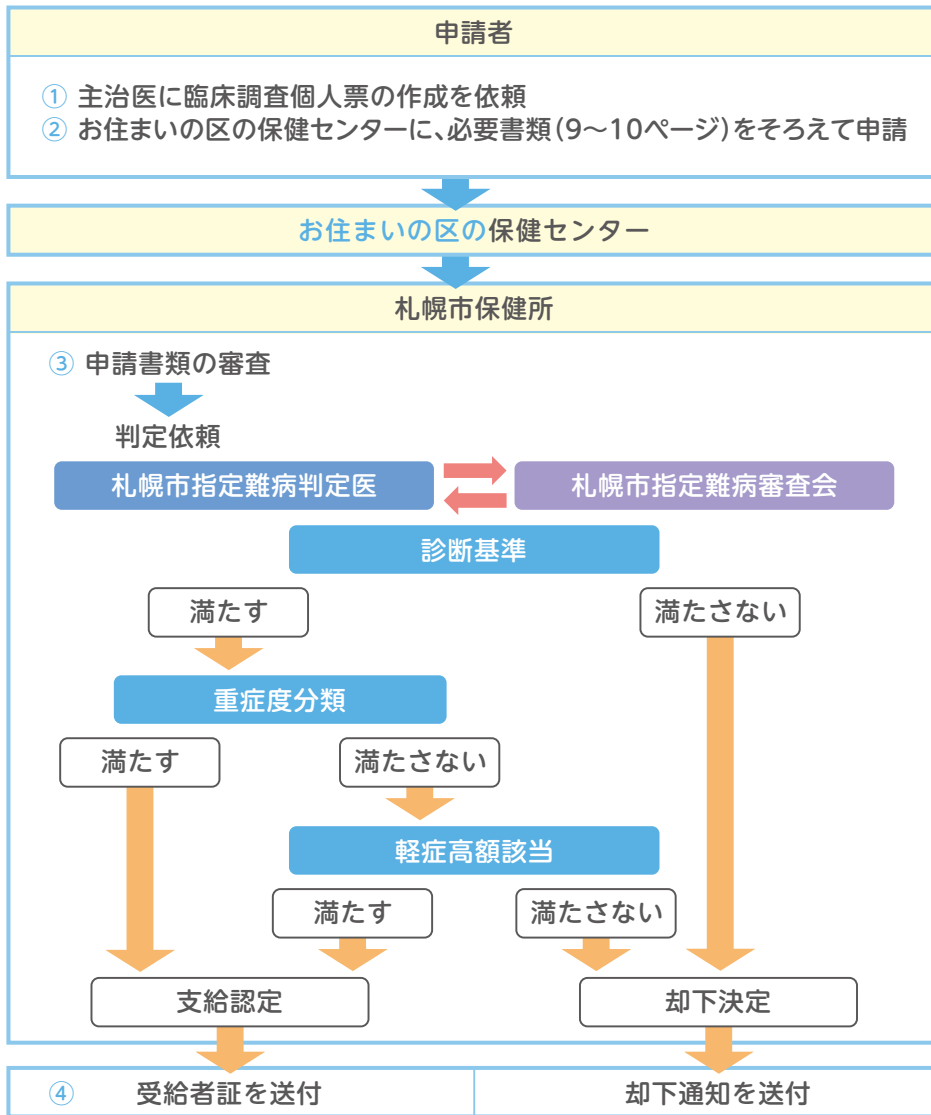 申請者
① 主治医に臨床調査個人票の作成を依頼
② お住まいの区の保健センターに、必要書類（9～10ページ）をそろえて申請
お住まいの区の保健センター
札幌市保健所
③ 申請書類の審査
判定依頼
札幌市指定難病判定医
札幌市指定難病審査会
診断基準
満たす
満たさない
重症度分類
満たす
満たさない
軽症高額該当
満たす
満たさない
支給認定
却下決定
④ 受給者証を送付
却下通知を送付